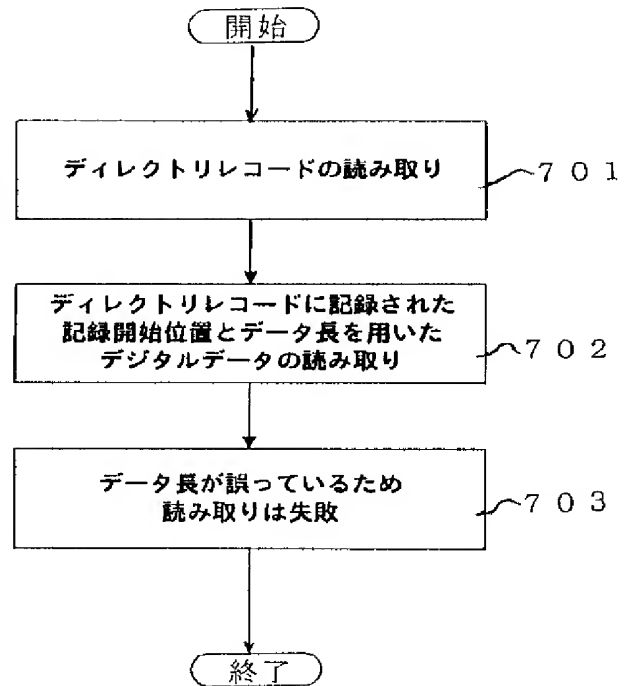 開始
ディレクトリレコードの読み取り
701
ディレクトリレコードに記録された
記録開始位置とデータ長を用いた
デジタルデータの読み取り
702
データ長が誤っているため
読み取りは失敗
703
終了